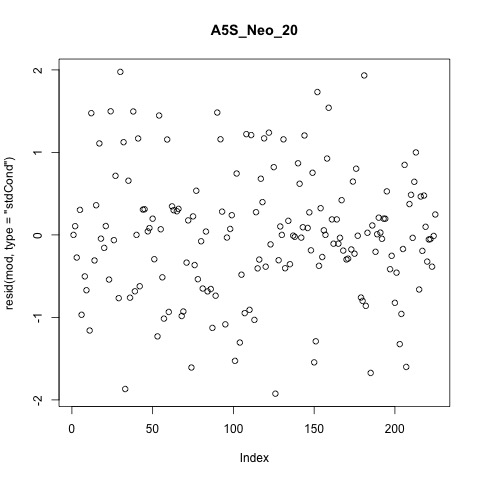 A5S_Neo_20
resid(mod, type = "stdCond")
2
1
0
-1
-2
0 50 100 150 200
Index